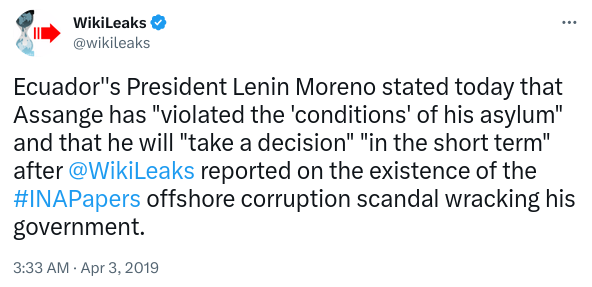 WikiLeaks
@wikileaks
Ecuador"s President Lenin Moreno stated today that
Assange has "violated the 'conditions' of his asylum"
and that he will "take a decision" "in the short term"
after @WikiLeaks reported on the existence of the
#INAPapers offshore corruption scandal wracking his
government.
3:33 AM · Apr 3, 2019